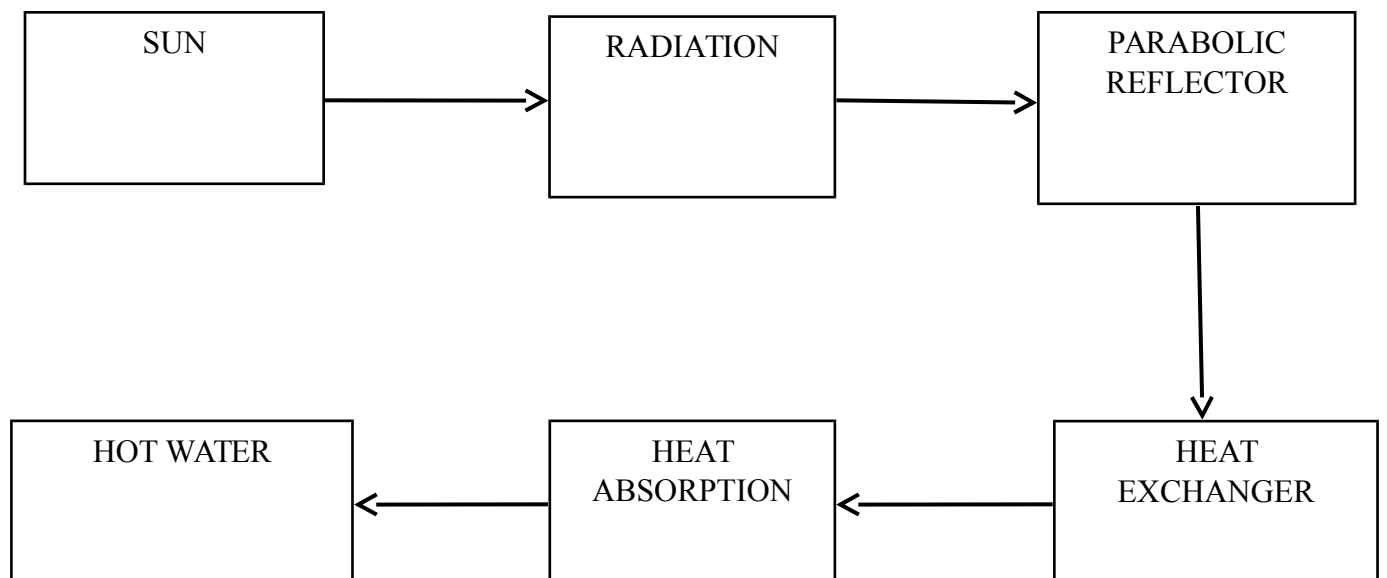 SUN
RADIATION
PARABOLIC
REFLECTOR
HOT WATER
HEAT
ABSORPTION
HEAT
EXCHANGER